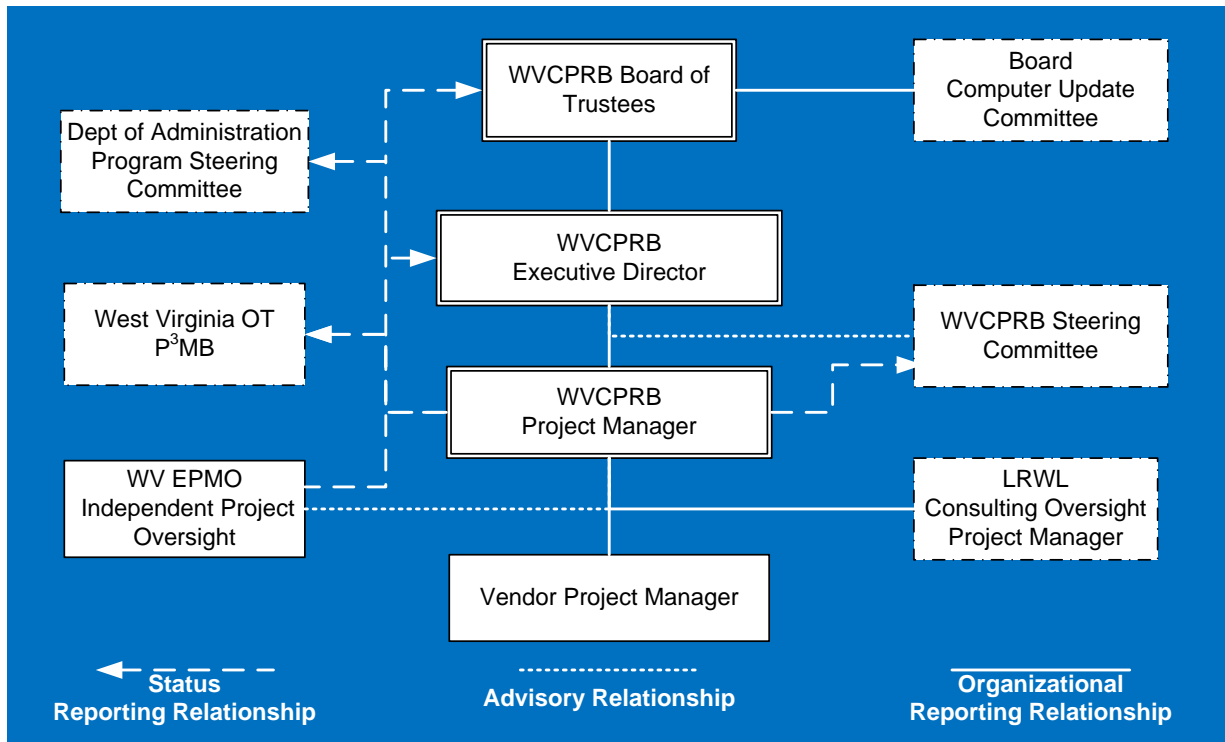 WVCPRB Board of
Trustees
Board
Computer Update
Committee
Dept of Administration
Program Steering
Committee
WVCPRB
Executive Director
West Virginia OT
P³MB
WVCPRB Steering
Committee
WVCPRB
Project Manager
WV EPMO
Independent Project
Oversight
LRWL
Consulting Oversight
Project Manager
Vendor Project Manager
Status
Reporting Relationship
Advisory Relationship
Organizational
Reporting Relationship